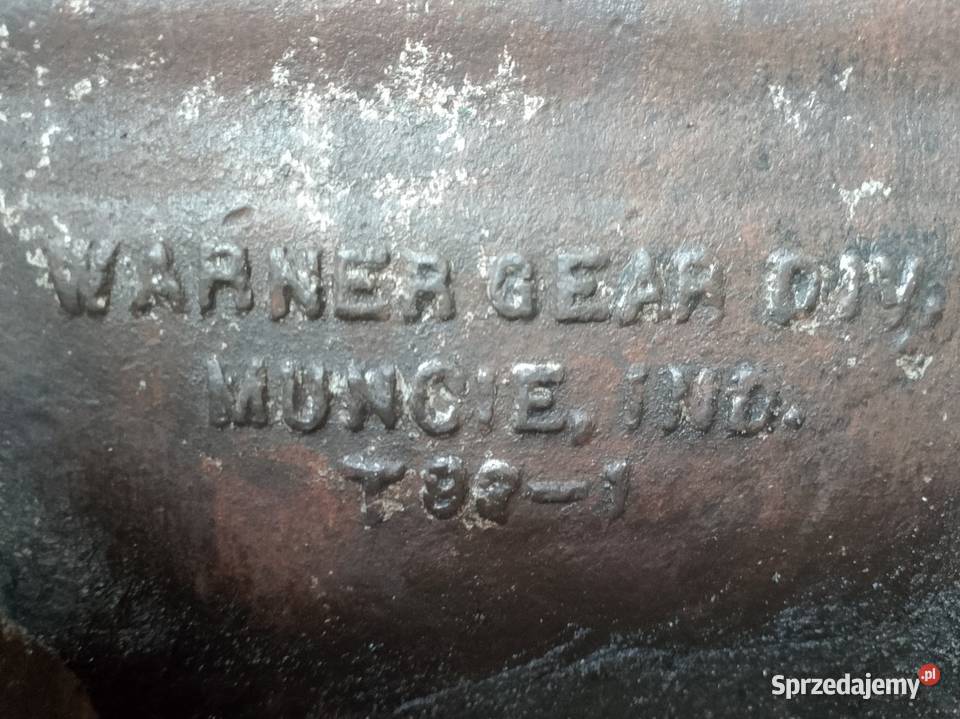 WARNER GEAR DIV.
MUNCIE, IND.
Sprzedajemy.pl